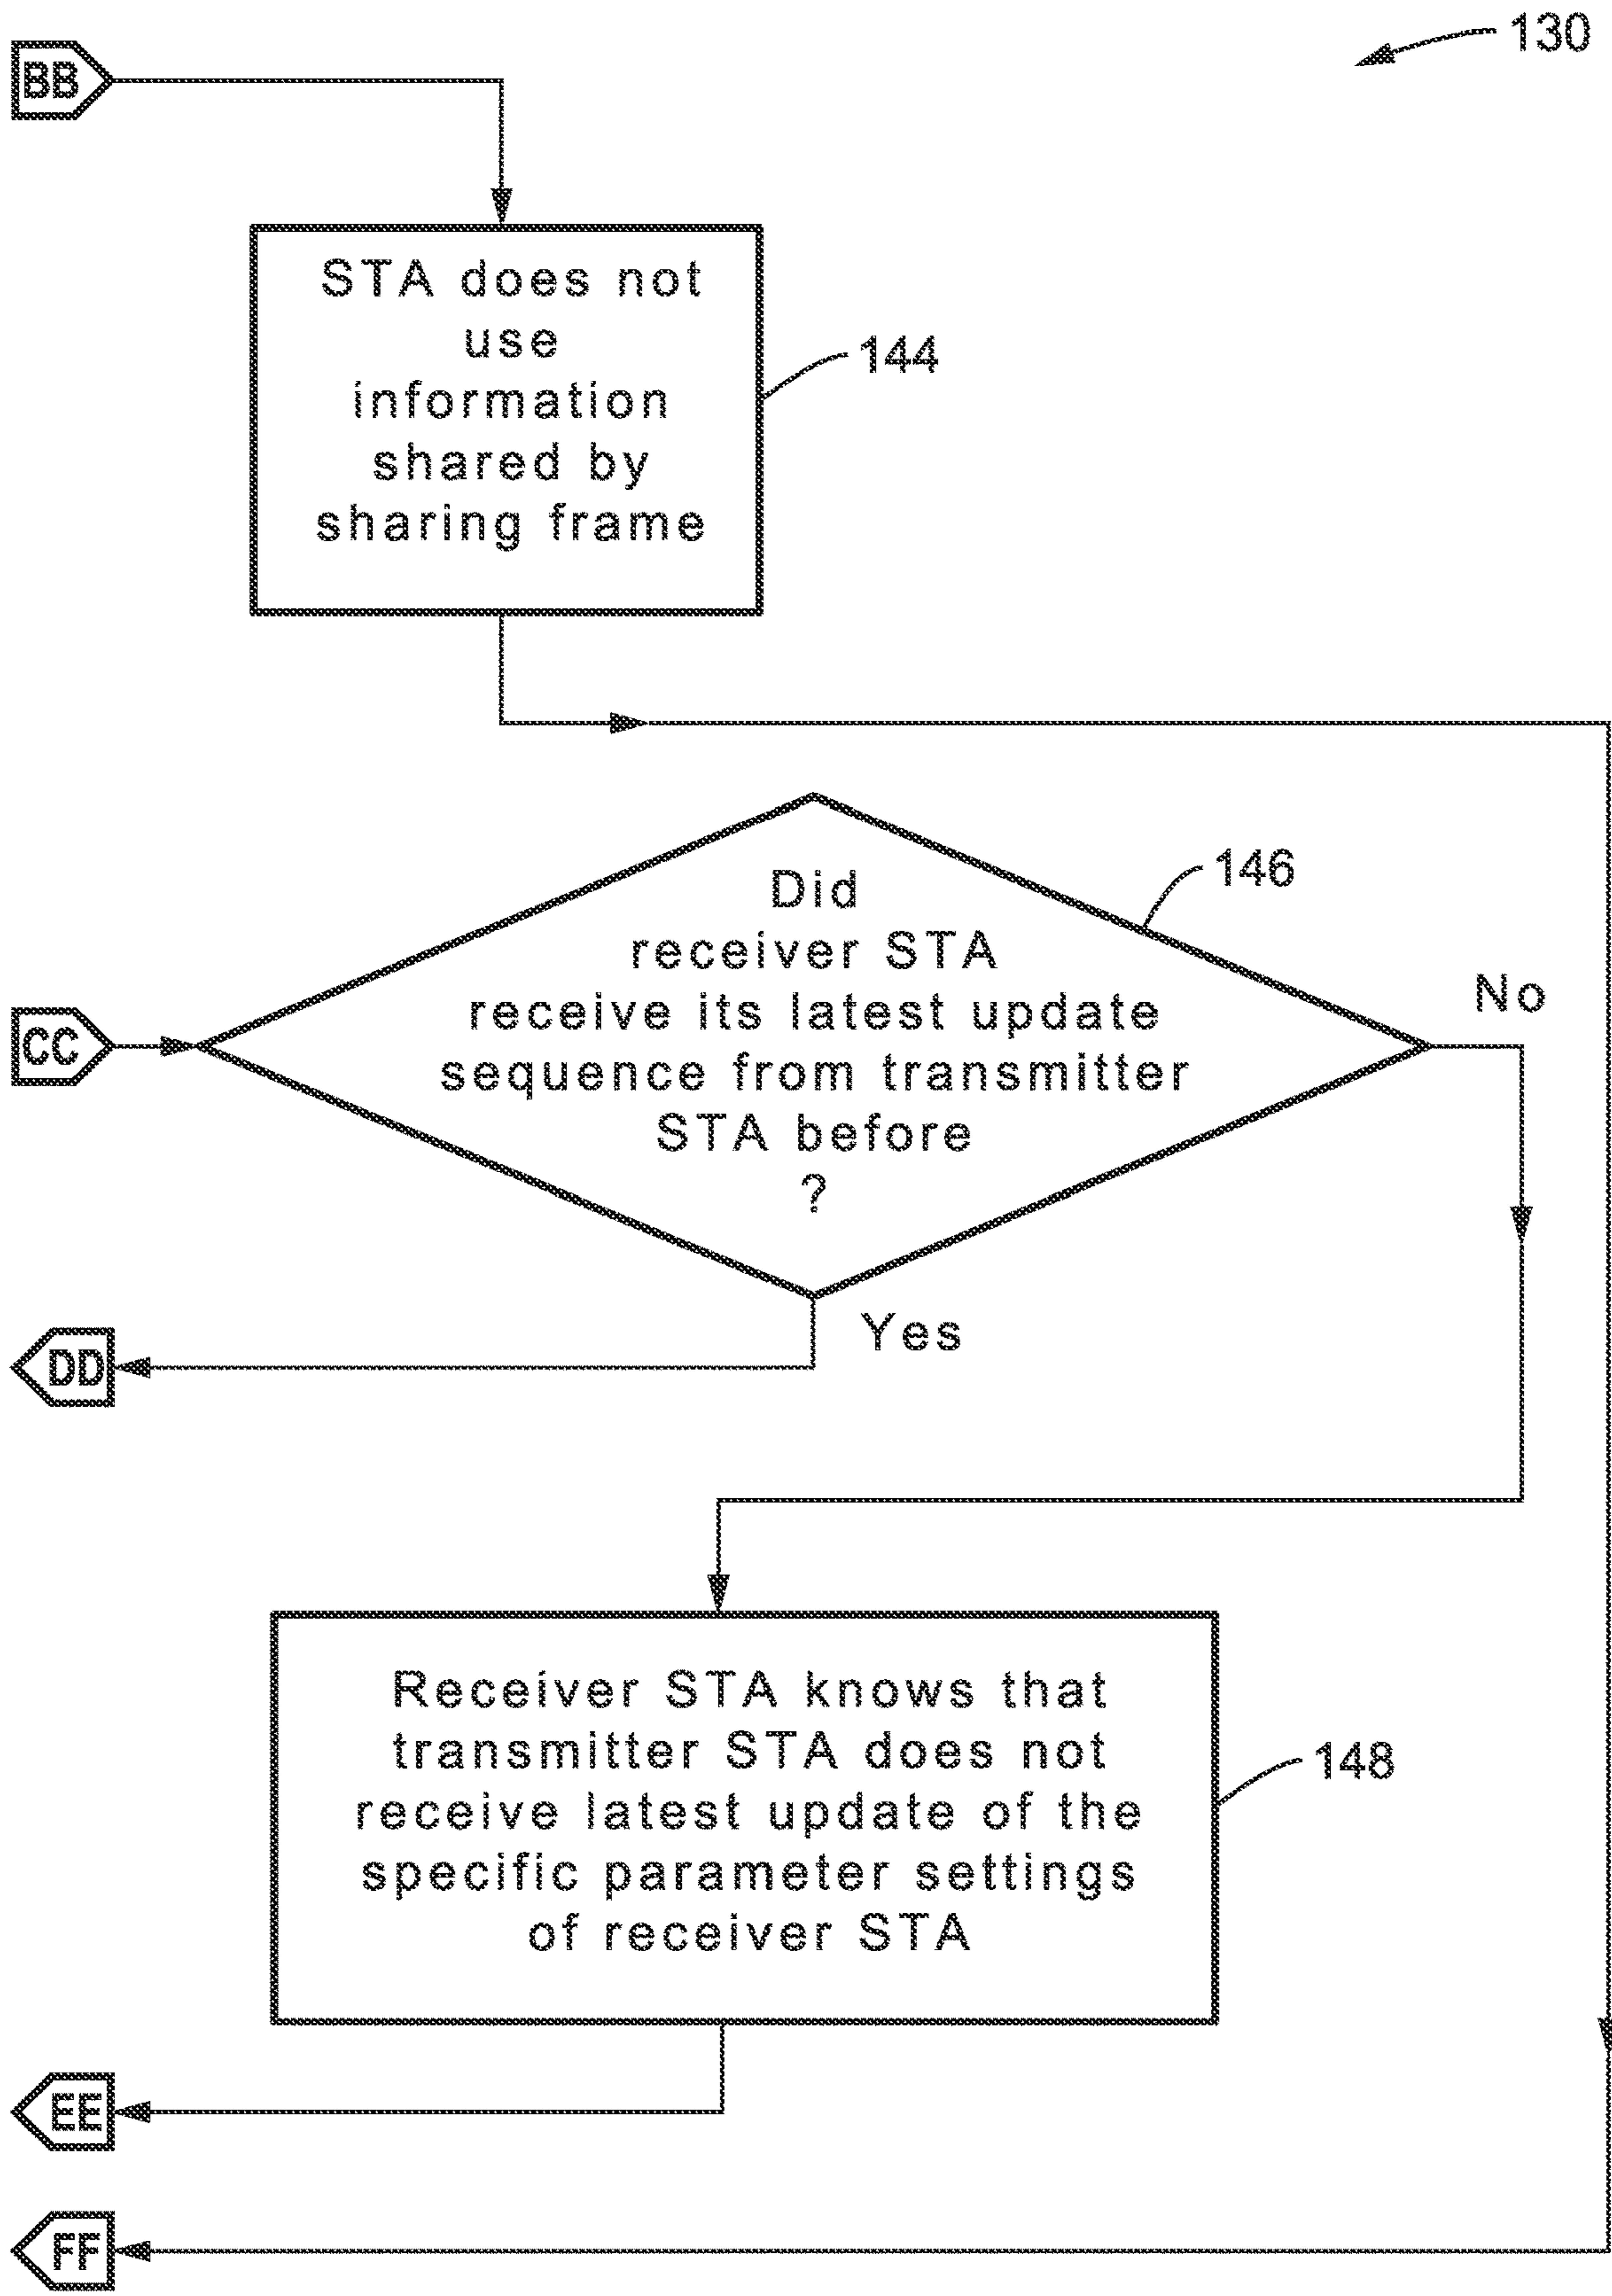 130
BB
STA does not
use
information
shared by
sharing frame
144
146
Did
receiver STA
receive its latest update
sequence from transmitter
STA before
?
No
CC
Yes
DD
Receiver STA knows that
transmitter STA does not
receive latest update of the
specific parameter settings
of receiver STA
148
EE
FF